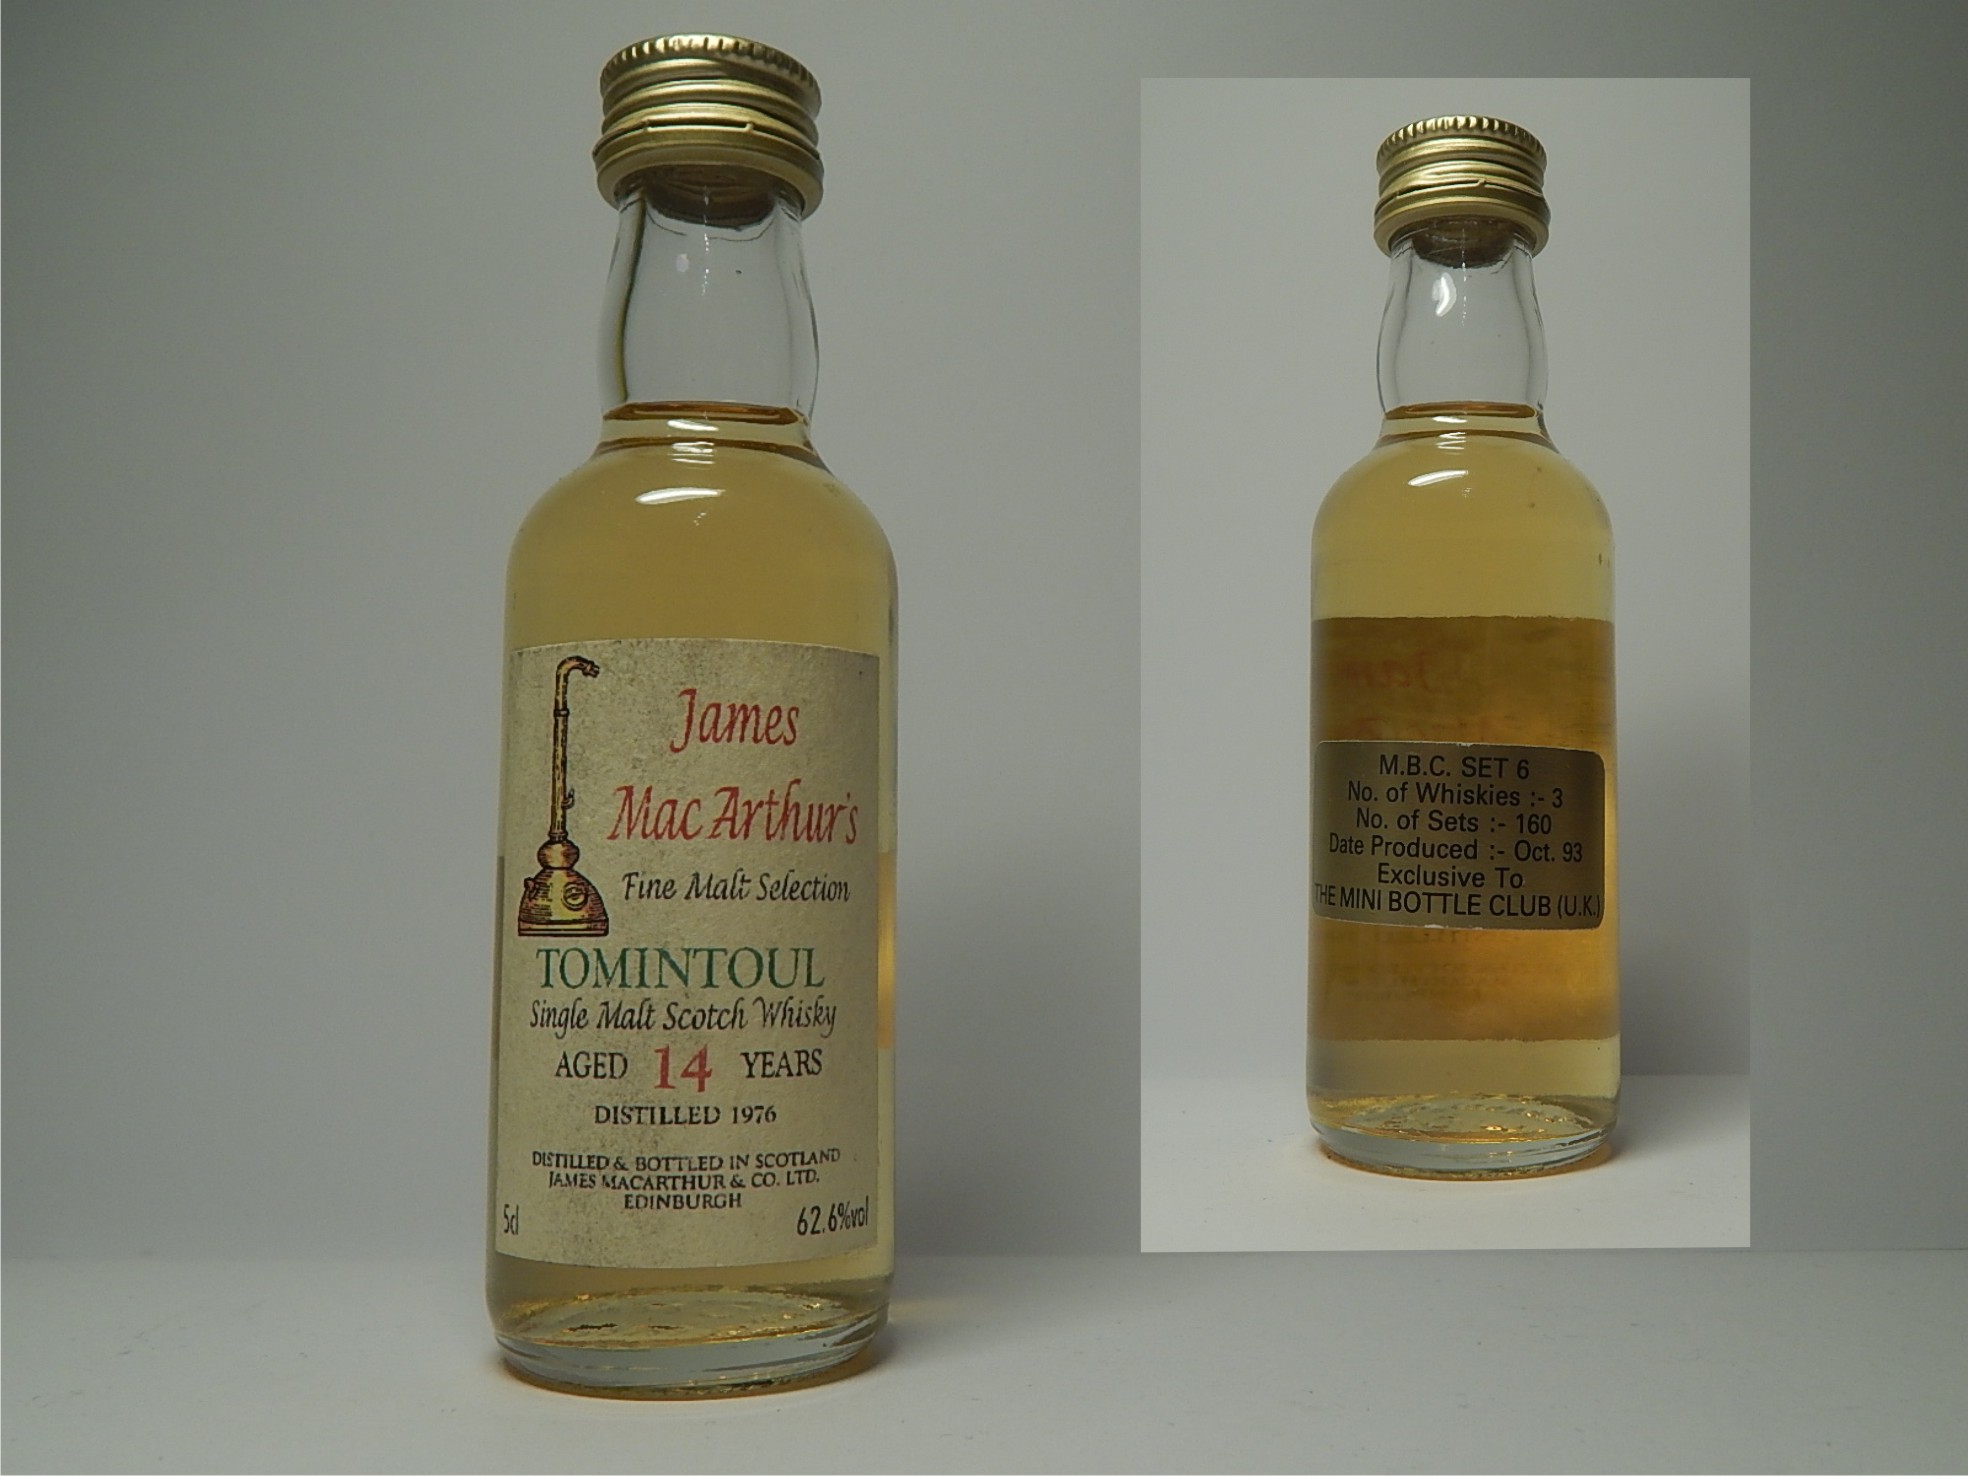 James
Mac Arthur's
Fine Malt Selection
TOMINTOUL
Single Malt Scotch Whisky
AGED 14 YEARS
DISTILLED 1976
DISTILLED & BOTTLED IN SCOTLAND
JAMES MACARTHUR & CO. LTD.
EDINBURGH
5cl 62.6%vol
M.B.C. SET 6
No. of Whiskies :- 3
No. of Sets :- 160
Date Produced :- Oct. 93
Exclusive To
THE MINI BOTTLE CLUB (U.K.)